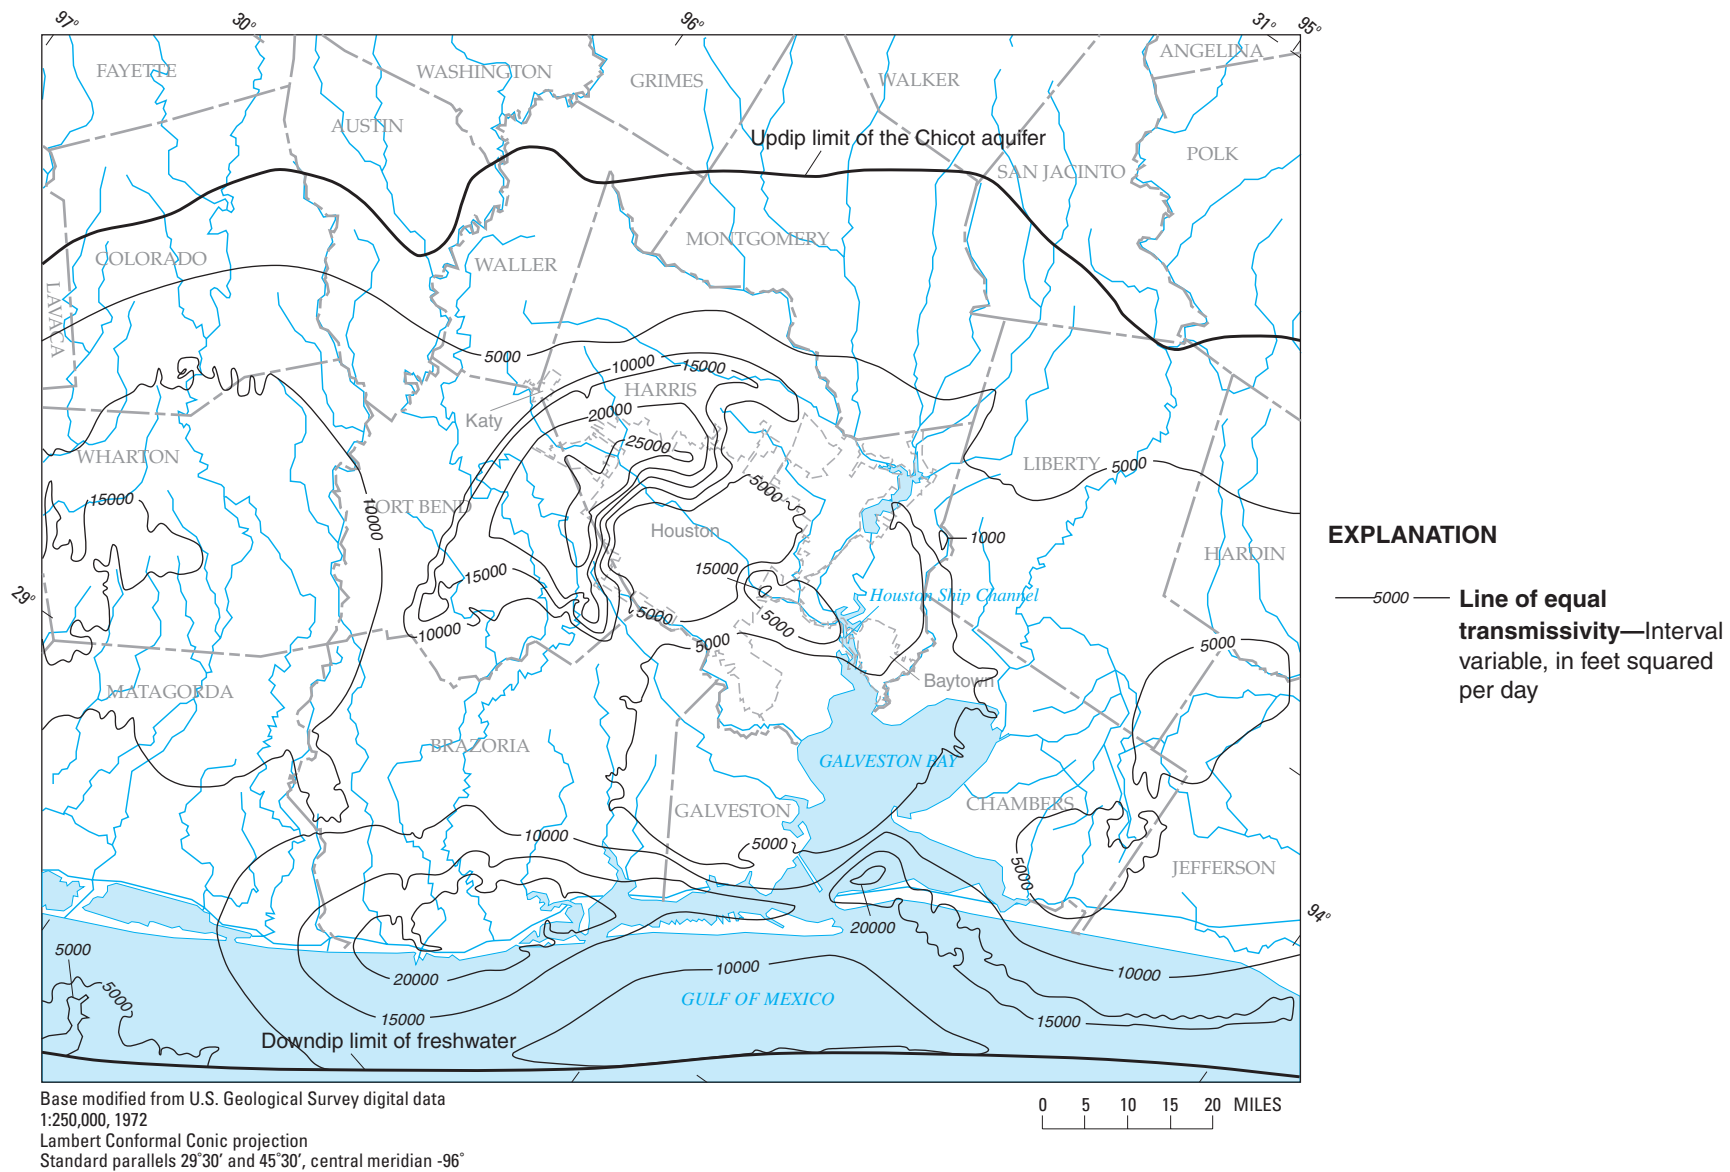 97°
30°
96°
31°
95°
FAYETTE
WASHINGTON
GRIMES
WALKER
ANGELINA
AUSTIN
Updip limit of the Chicot aquifer
POLK
SAN JACINTO
COLORADO
WALLER
MONTGOMERY
LAVACA
5000
10000
15000
HARRIS
20000
Katy
25000
WHARTON
LIBERTY
5000
15000
5000
10000
FORT BEND
Houston
1000
HARDIN
15000
15000
29°
Houston Ship Channel
5000
5000
10000
5000
5000
Baytown
MATAGORDA
BRAZORIA
GALVESTON BAY
GALVESTON
CHAMBERS
10000
5000
5000
JEFFERSON
94°
20000
5000
5000
20000
10000
10000
GULF OF MEXICO
15000
15000
Downdip limit of freshwater
EXPLANATION
5000
Line of equal
transmissivity—Interval
variable, in feet squared
per day
Base modified from U.S. Geological Survey digital data
1:250,000, 1972
Lambert Conformal Conic projection
Standard parallels 29°30′ and 45°30′, central meridian -96°
0 5 10 15 20 MILES